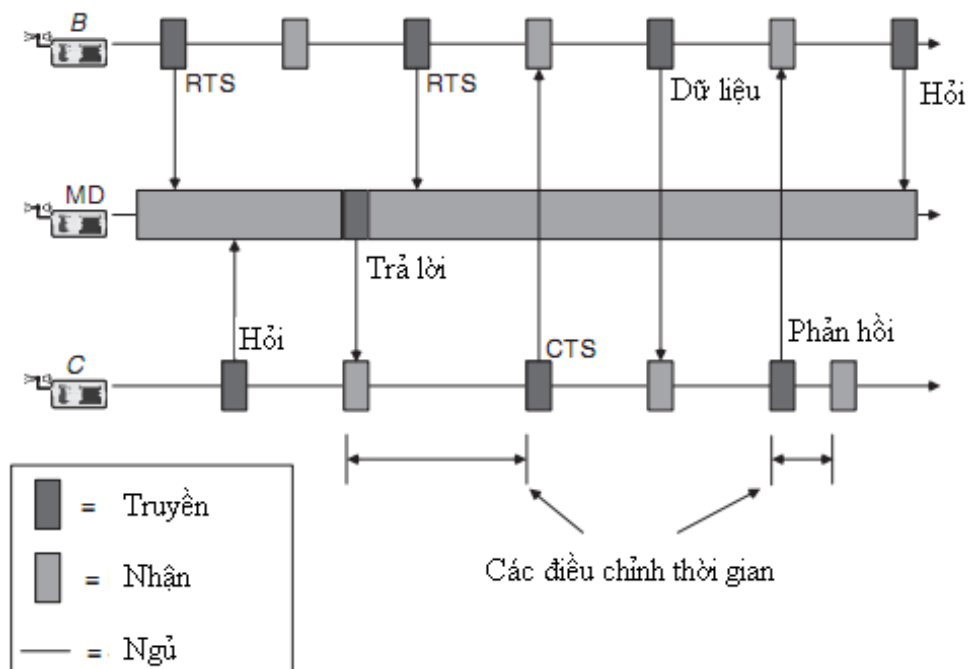 B
RTS
RTS
Dữ liệu
Hỏi
MD
Trả lời
Hỏi
CTS
Phản hồi
C
= Truyền
= Nhận
= Ngủ
Các điều chỉnh thời gian